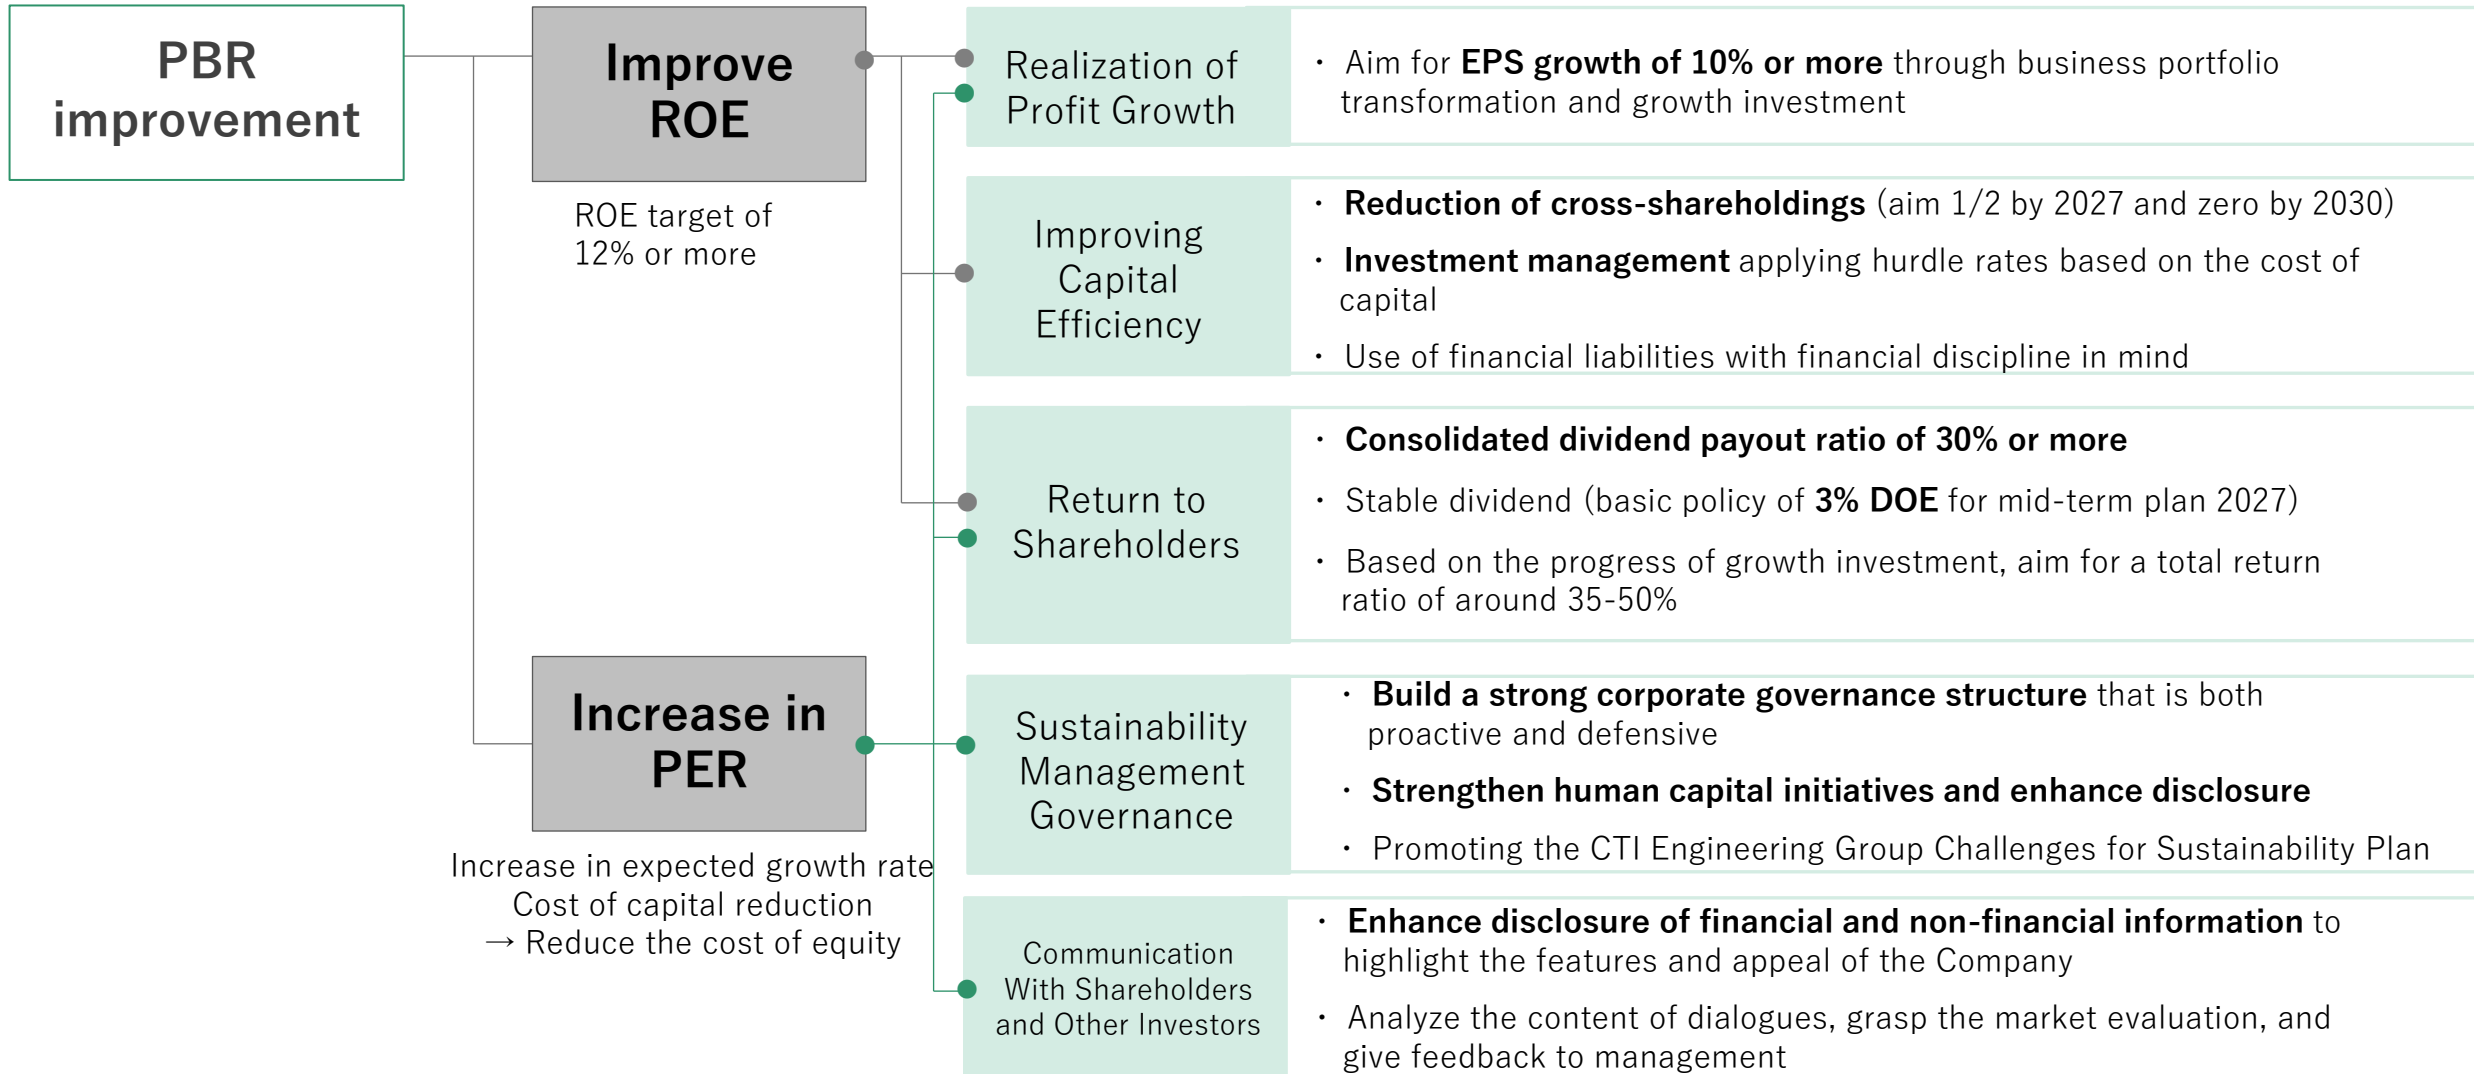 PBR
improvement
Improve
ROE
ROE target of
12% or more
Realization of
Profit Growth
・ Aim for EPS growth of 10% or more through business portfolio
transformation and growth investment
Improving
Capital
Efficiency
・ Reduction of cross-shareholdings (aim 1/2 by 2027 and zero by 2030)
・ Investment management applying hurdle rates based on the cost of
capital
・ Use of financial liabilities with financial discipline in mind
Return to
Shareholders
・ Consolidated dividend payout ratio of 30% or more
・ Stable dividend (basic policy of 3% DOE for mid-term plan 2027)
・ Based on the progress of growth investment, aim for a total return
ratio of around 35-50%
Increase in
PER
Increase in expected growth rate
Cost of capital reduction
→ Reduce the cost of equity
Sustainability
Management
Governance
・ Build a strong corporate governance structure that is both
proactive and defensive
・ Strengthen human capital initiatives and enhance disclosure
・ Promoting the CTI Engineering Group Challenges for Sustainability Plan
Communication
With Shareholders
and Other Investors
・ Enhance disclosure of financial and non-financial information to
highlight the features and appeal of the Company
・ Analyze the content of dialogues, grasp the market evaluation, and
give feedback to management